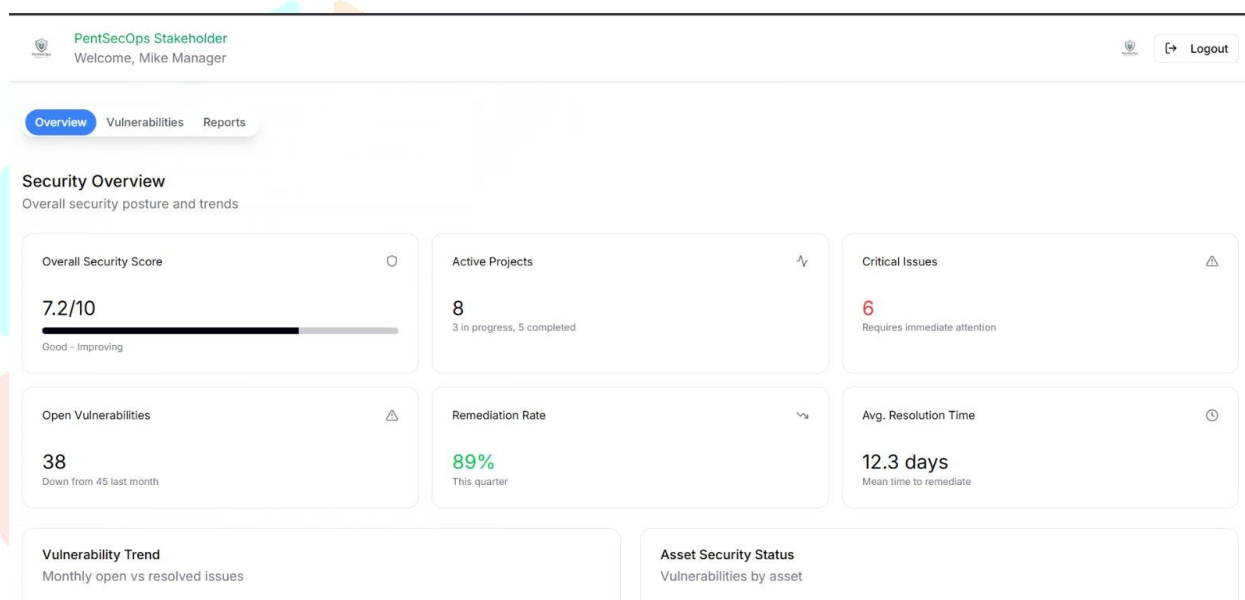 PentSecOps Stakeholder
Welcome, Mike Manager
Logout
Overview Vulnerabilities Reports
Security Overview
Overall security posture and trends
Overall Security Score
7.2/10
Good - Improving
Active Projects
8
3 in progress, 5 completed
Critical Issues
6
Requires immediate attention
Open Vulnerabilities
38
Down from 45 last month
Remediation Rate
89%
This quarter
Avg. Resolution Time
12.3 days
Mean time to remediate
Vulnerability Trend
Monthly open vs resolved issues
Asset Security Status
Vulnerabilities by asset